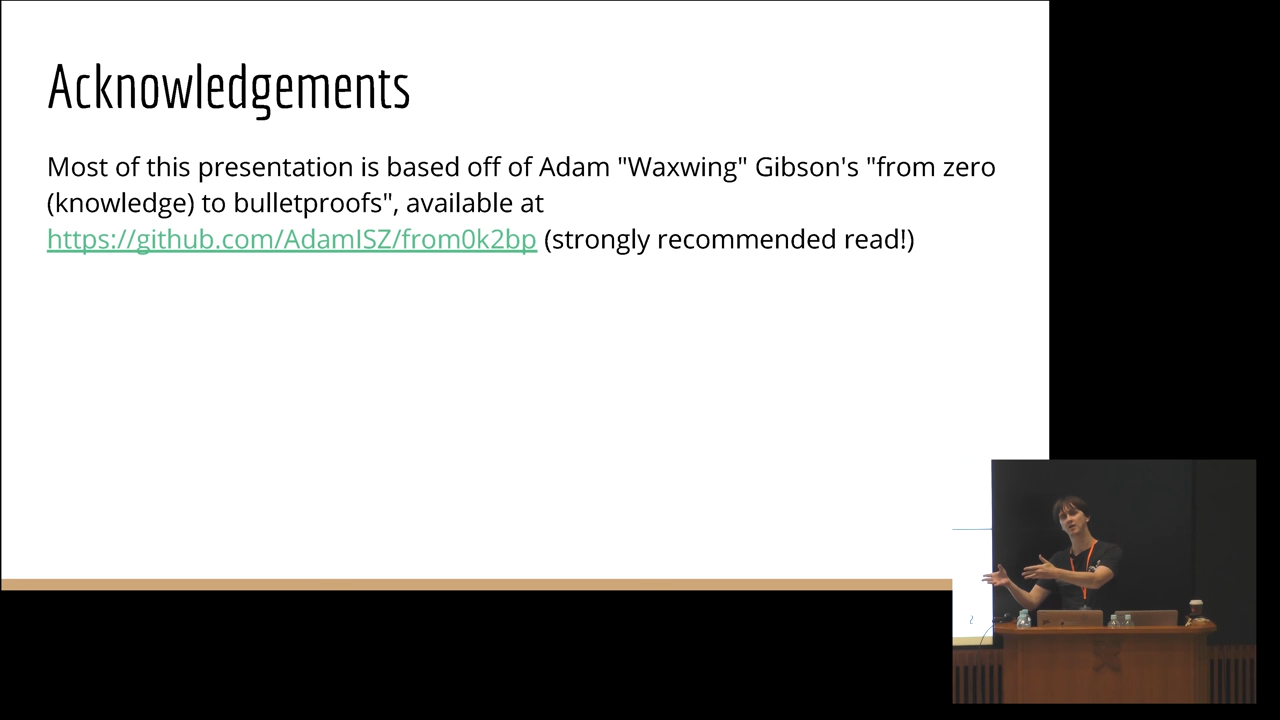 Acknowledgements
Most of this presentation is based off of Adam "Waxwing" Gibson's "from zero
(knowledge) to bulletproofs", available at
https://github.com/AdamISZ/from0k2bp (strongly recommended read!)